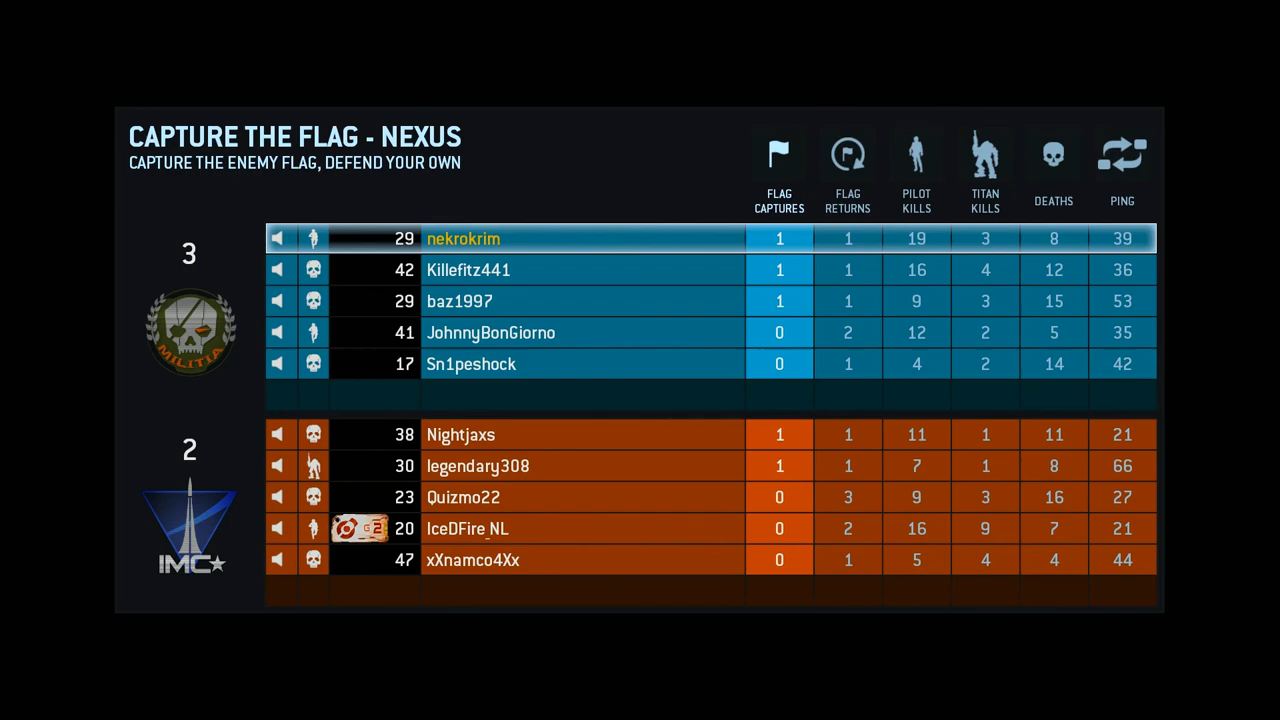 CAPTURE THE FLAG - NEXUS
CAPTURE THE ENEMY FLAG, DEFEND YOUR OWN
FLAG CAPTURES FLAG RETURNS PILOT KILLS TITAN KILLS DEATHS PING
3
MILITIA
29 nekrokrim 1 1 19 3 8 39
42 Killefitz441 1 1 16 4 12 36
29 baz1997 1 1 9 3 15 53
41 JohnnyBonGiorno 0 2 12 2 5 35
17 Sn1peshock 0 1 4 2 14 42
2
IMC
38 Nightjaxs 1 1 11 1 11 21
30 legendary308 1 1 7 1 8 66
23 Quizmo22 0 3 9 3 16 27
G2 20 IceDFire_NL 0 2 16 9 7 21
47 xXnamco4Xx 0 1 5 4 4 44